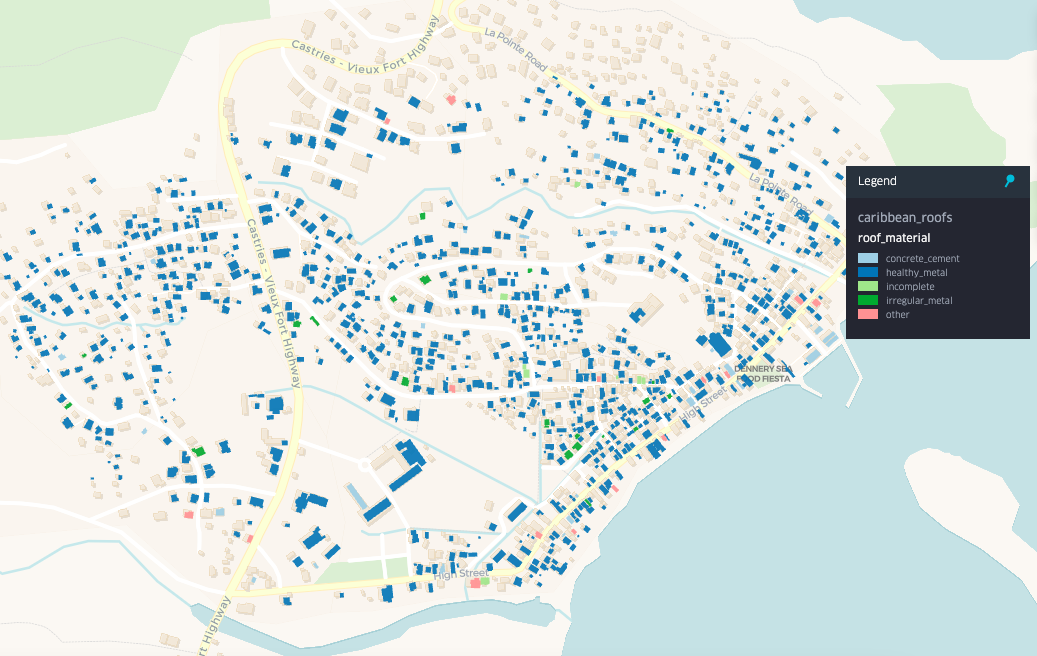 Castries - Vieux Fort Highway
La Pointe Road
La Pointe Road
Legend
caribbean_roofs
roof_material
concrete_cement
healthy_metal
incomplete
irregular_metal
other
Castries - Vieux Fort Highway
DENNERY SEA
FOOD FIESTA
High Street
High Street
rt Highway